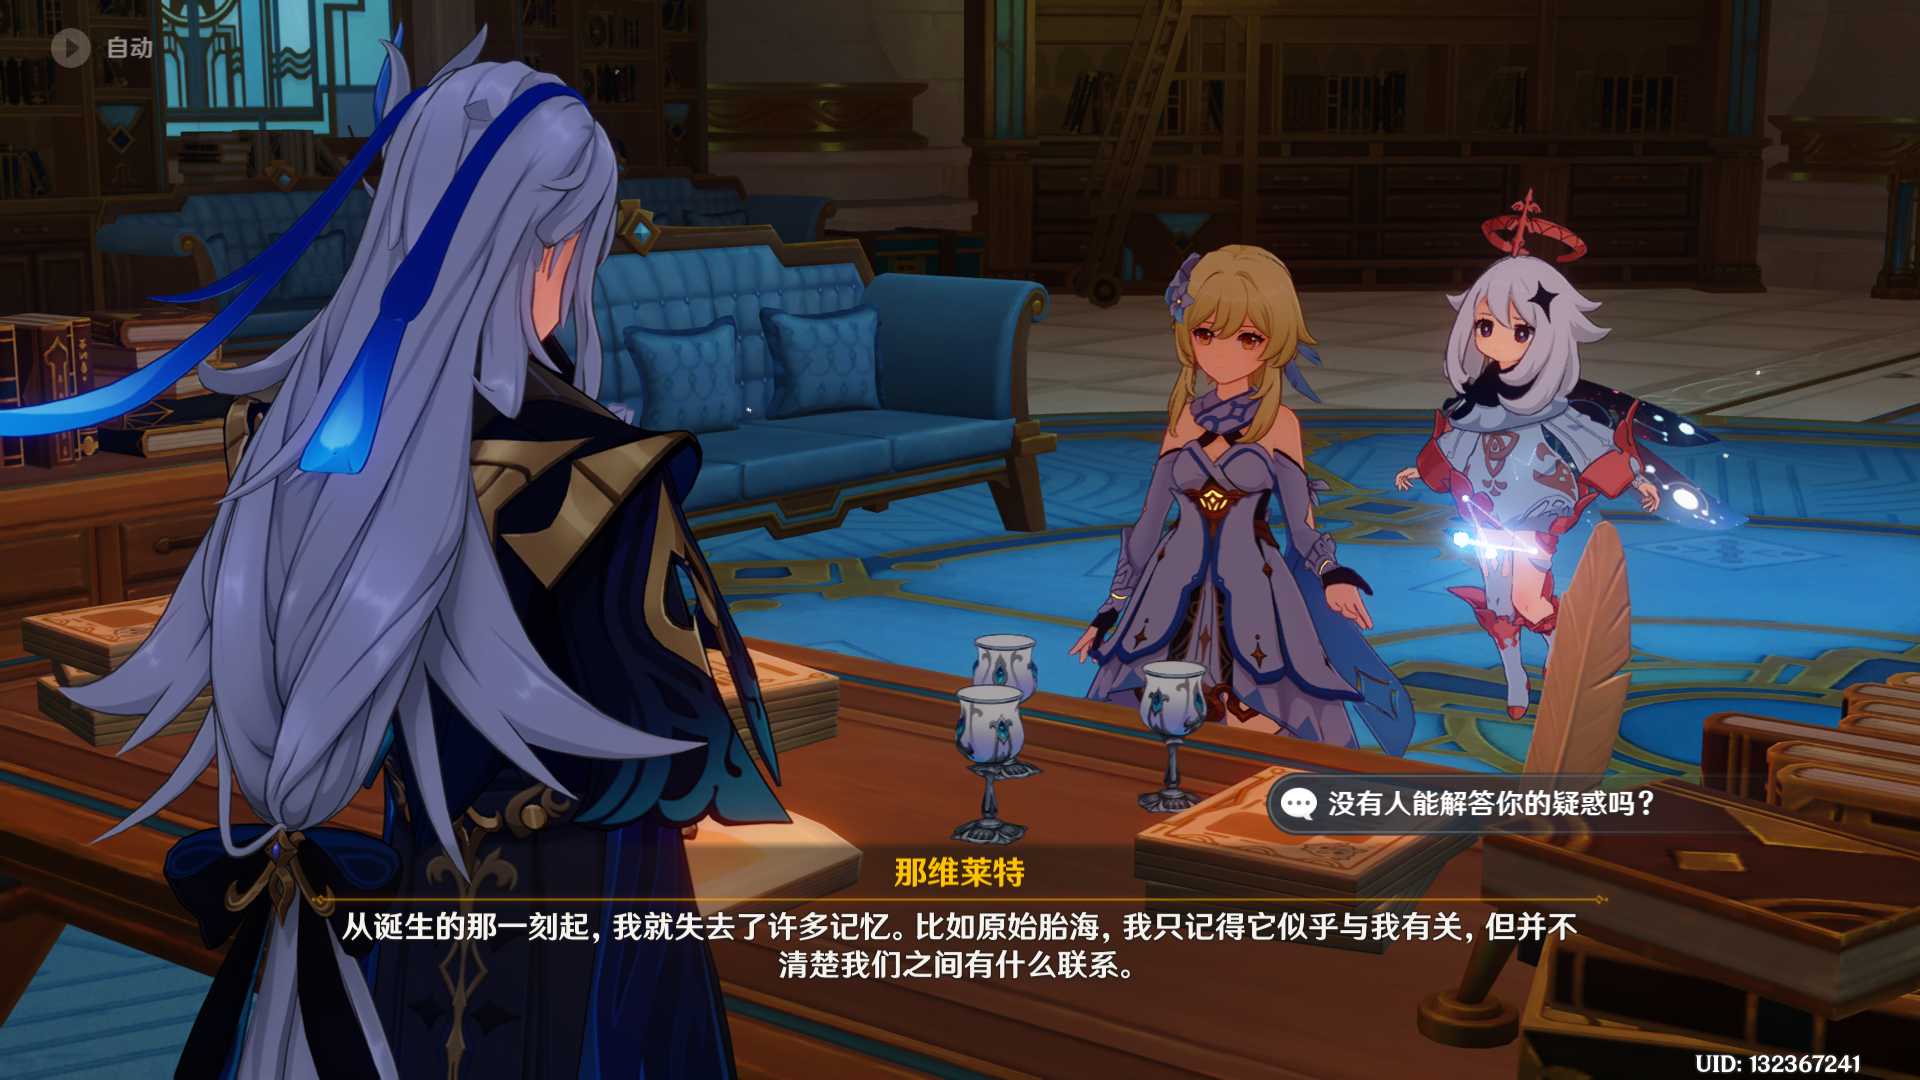 自动
没有人能解答你的疑惑吗？
那维莱特
从诞生的那一刻起，我就失去了许多记忆。比如原始胎海，我只记得它似乎与我有关，但并不
清楚我们之间有什么联系。
UID: 132367241